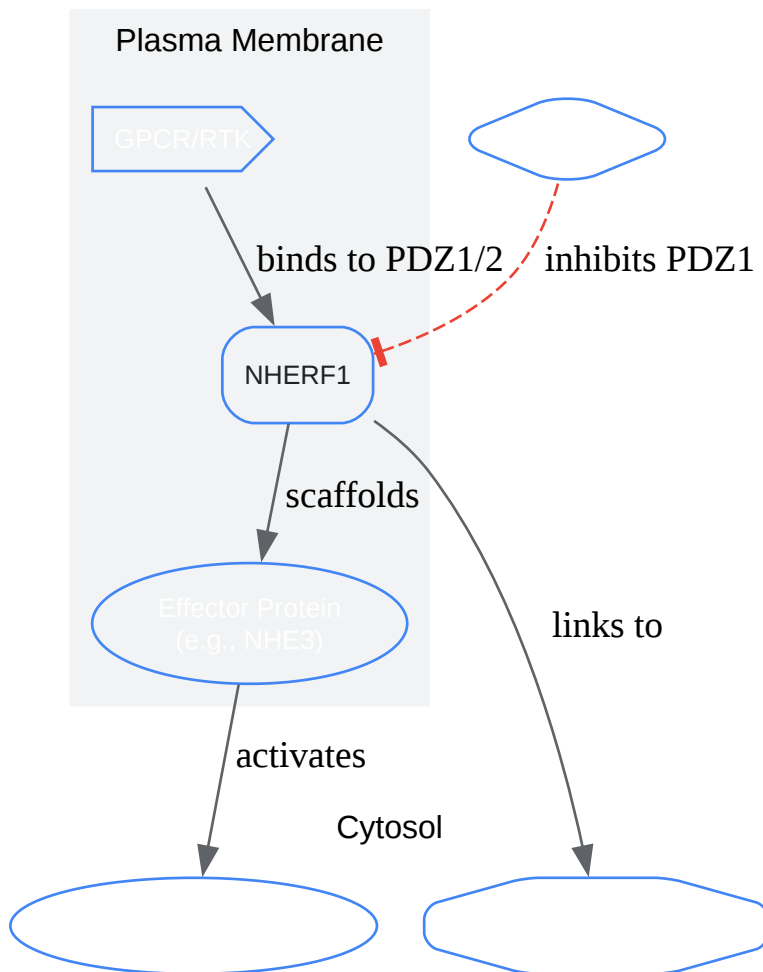 Plasma Membrane
GPCR/RTK
binds to PDZ1/2
inhibits PDZ1
NHERF1
scaffolds
Effector Protein
(e.g., NHE3)
links to
activates
Cytosol